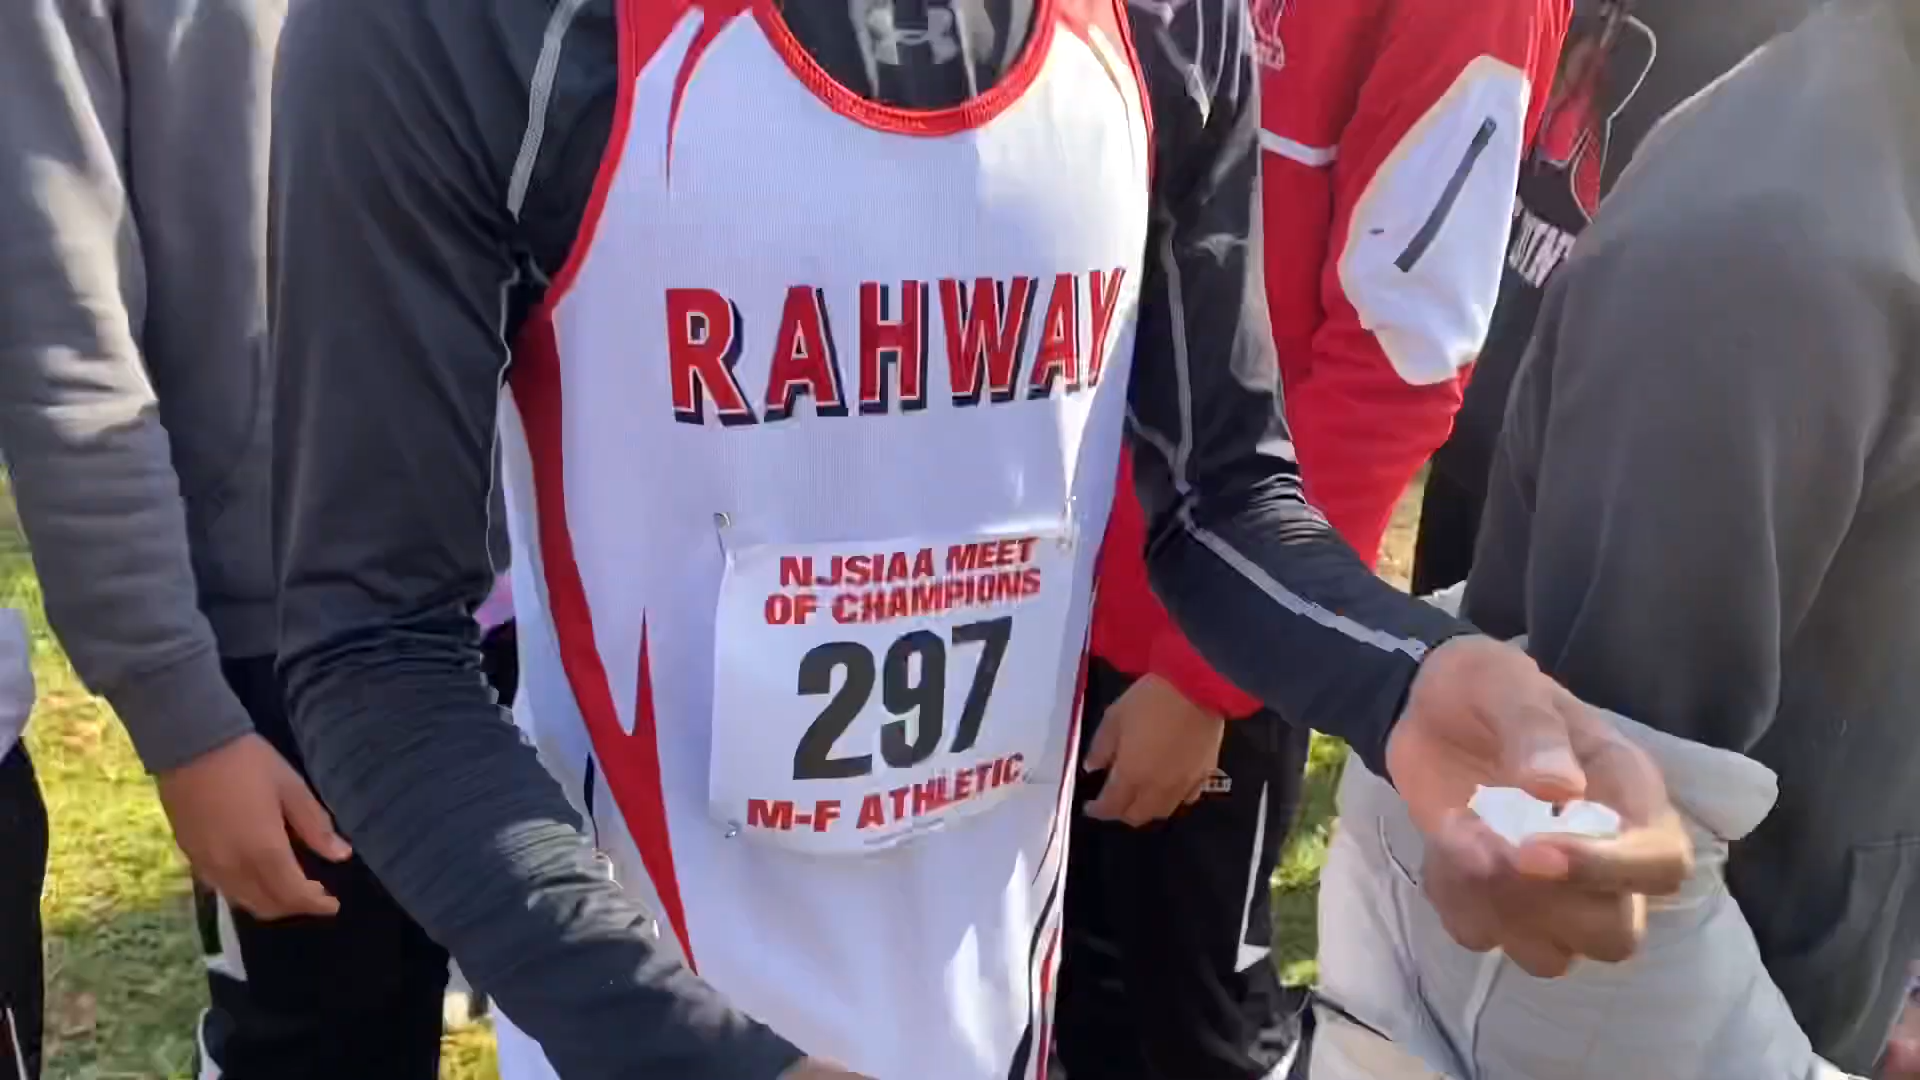 RAHWAY
NJSIAA MEET
OF CHAMPIONS
297
M-F ATHLETIC